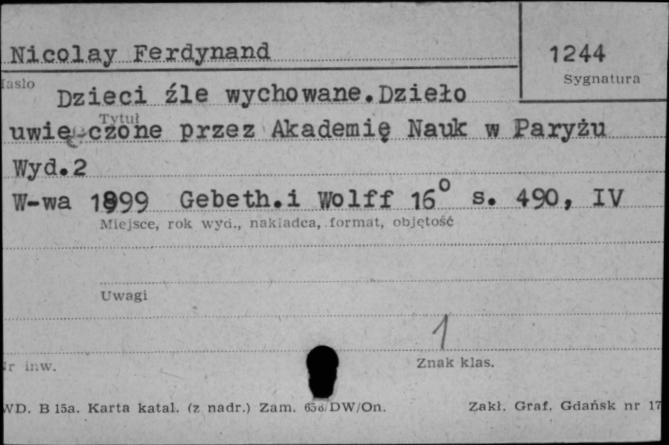 Nicolay Ferdynand
1244
Hasło
Sygnatura
Dzieci źle wychowane.Dzieło
Tytuł
uwieczone przez Akademię Nauk w Paryżu
Wyd.2
W-wa 1899 Gebeth.i Wolff 16° s. 490, IV
Miejsce, rok wyd., nakładca, format, objętość
Uwagi
1
Nr inw.
Znak klas.
WD. B 15a. Karta katal. (z nadr.) Zam. DW/On.
Zakł. Graf. Gdańsk nr 17